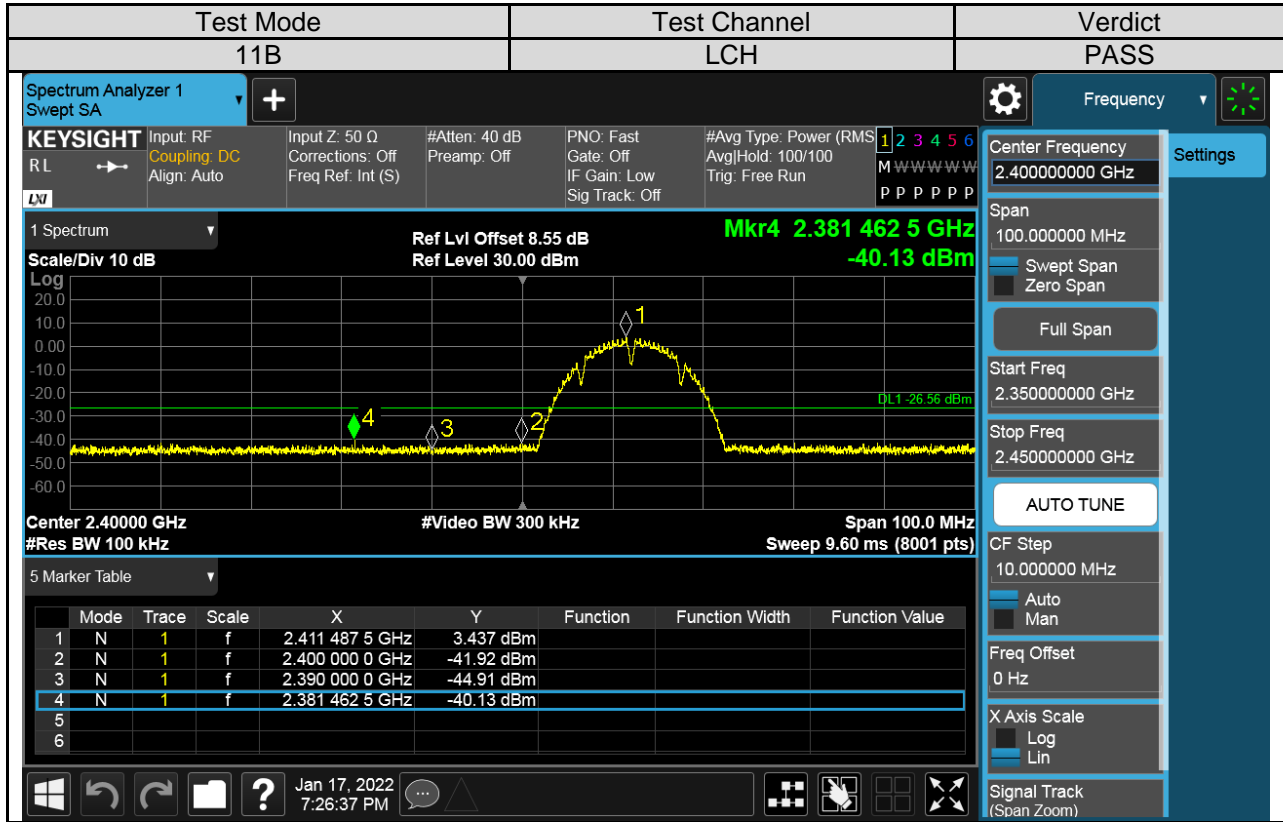 Test Mode Test Channel Verdict
11B LCH PASS
Spectrum Analyzer 1
Swept SA
+
Frequency
KEYSIGHT
R L
LXI
Input: RF
Coupling: DC
Align: Auto
Input Z: 50 Ω
Corrections: Off
Freq Ref: Int (S)
#Atten: 40 dB
Preamp: Off
PNO: Fast
Gate: Off
IF Gain: Low
Sig Track: Off
#Avg Type: Power (RMS
Avg|Hold: 100/100
Trig: Free Run
1 2 3 4 5 6
M W W W W W
P P P P P P
1 Spectrum
Scale/Div 10 dB
Ref Lvl Offset 8.55 dB
Ref Level 30.00 dBm
Mkr4 2.381 462 5 GHz
-40.13 dBm
Log
20.0
10.0
0.00
-10.0
-20.0
-30.0
-40.0
-50.0
-60.0
1
2
3
4
DL1 -26.56 dBm
Center 2.40000 GHz
#Res BW 100 kHz
#Video BW 300 kHz
Span 100.0 MHz
Sweep 9.60 ms (8001 pts)
5 Marker Table
Mode Trace Scale X Y Function Function Width Function Value
1 N 1 f 2.411 487 5 GHz 3.437 dBm
2 N 1 f 2.400 000 0 GHz -41.92 dBm
3 N 1 f 2.390 000 0 GHz -44.91 dBm
4 N 1 f 2.381 462 5 GHz -40.13 dBm
5
6
?
Jan 17, 2022
7:26:37 PM
Center Frequency
2.400000000 GHz
Settings
Span
100.000000 MHz
Swept Span
Zero Span
Full Span
Start Freq
2.350000000 GHz
Stop Freq
2.450000000 GHz
AUTO TUNE
CF Step
10.000000 MHz
Auto
Man
Freq Offset
0 Hz
X Axis Scale
Log
Lin
Signal Track
(Span Zoom)